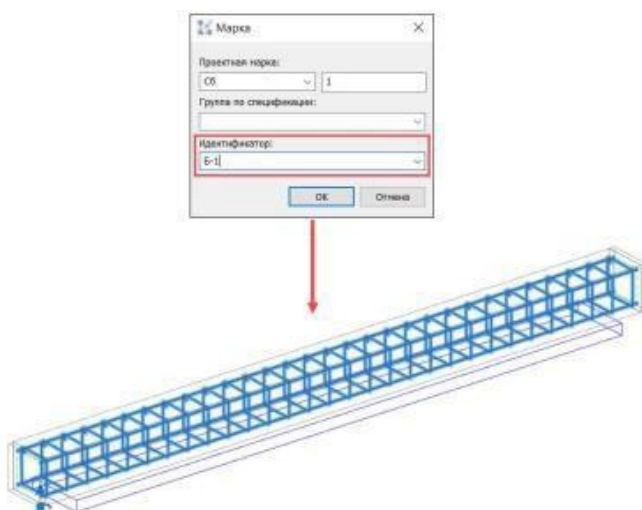 Марка
Проектная марка:
Сб 1
Группа по спецификации:
Идентификатор:
Б-1
ОК Отмена